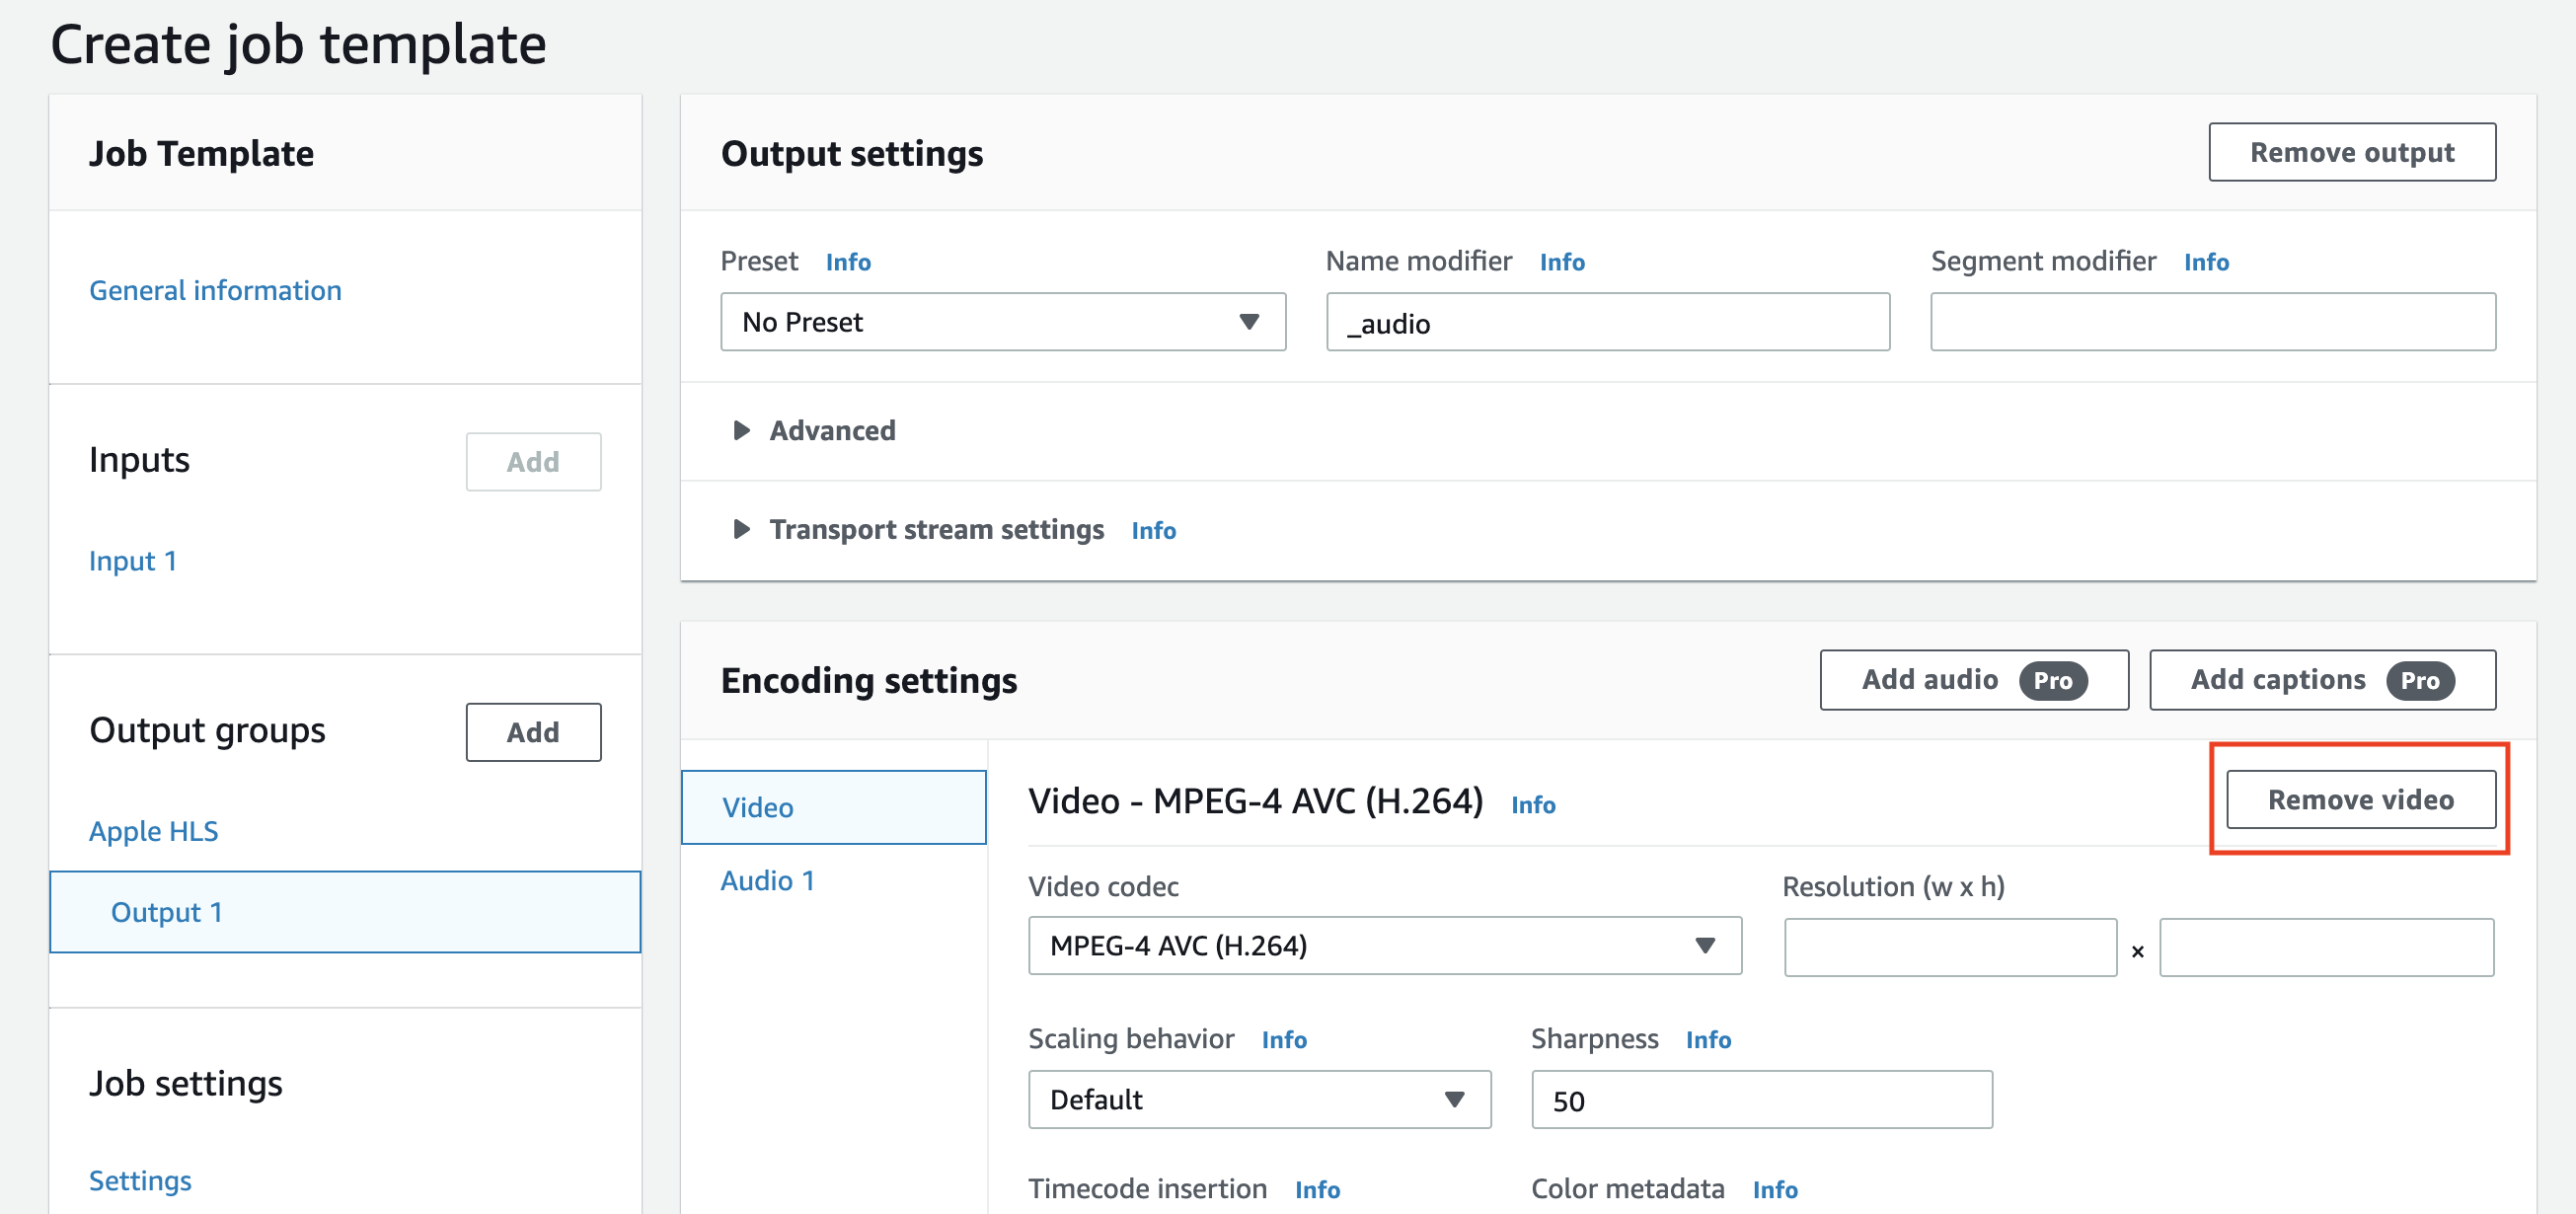 Create job template
Job Template
General information
Inputs
Add
Input 1
Output groups
Add
Apple HLS
Output 1
Job settings
Settings
Output settings
Remove output
Preset Info
Name modifier Info
Segment modifier Info
No Preset
_audio
Advanced
Transport stream settings Info
Encoding settings
Add audio Pro
Add captions Pro
Video
Audio 1
Video - MPEG-4 AVC (H.264) Info
Remove video
Video codec
Resolution (w x h)
MPEG-4 AVC (H.264)
×
Scaling behavior Info
Sharpness Info
Default
50
Timecode insertion Info
Color metadata Info